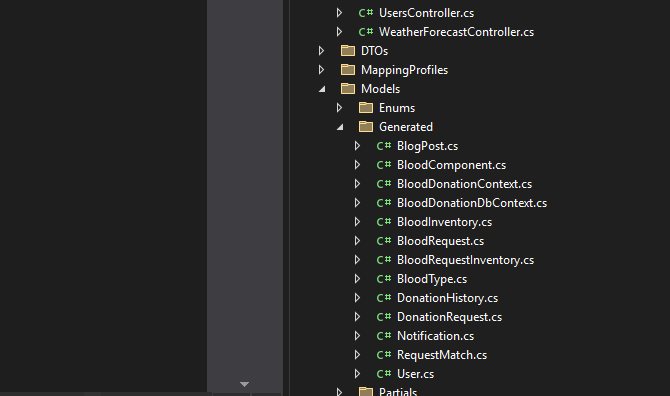 C# UsersController.cs
C# WeatherForecastController.cs
DTOs
MappingProfiles
Models
Enums
Generated
C# BlogPost.cs
C# BloodComponent.cs
C# BloodDonationContext.cs
C# BloodDonationDbContext.cs
C# BloodInventory.cs
C# BloodRequest.cs
C# BloodRequestInventory.cs
C# BloodType.cs
C# DonationHistory.cs
C# DonationRequest.cs
C# Notification.cs
C# RequestMatch.cs
C# User.cs
Partials